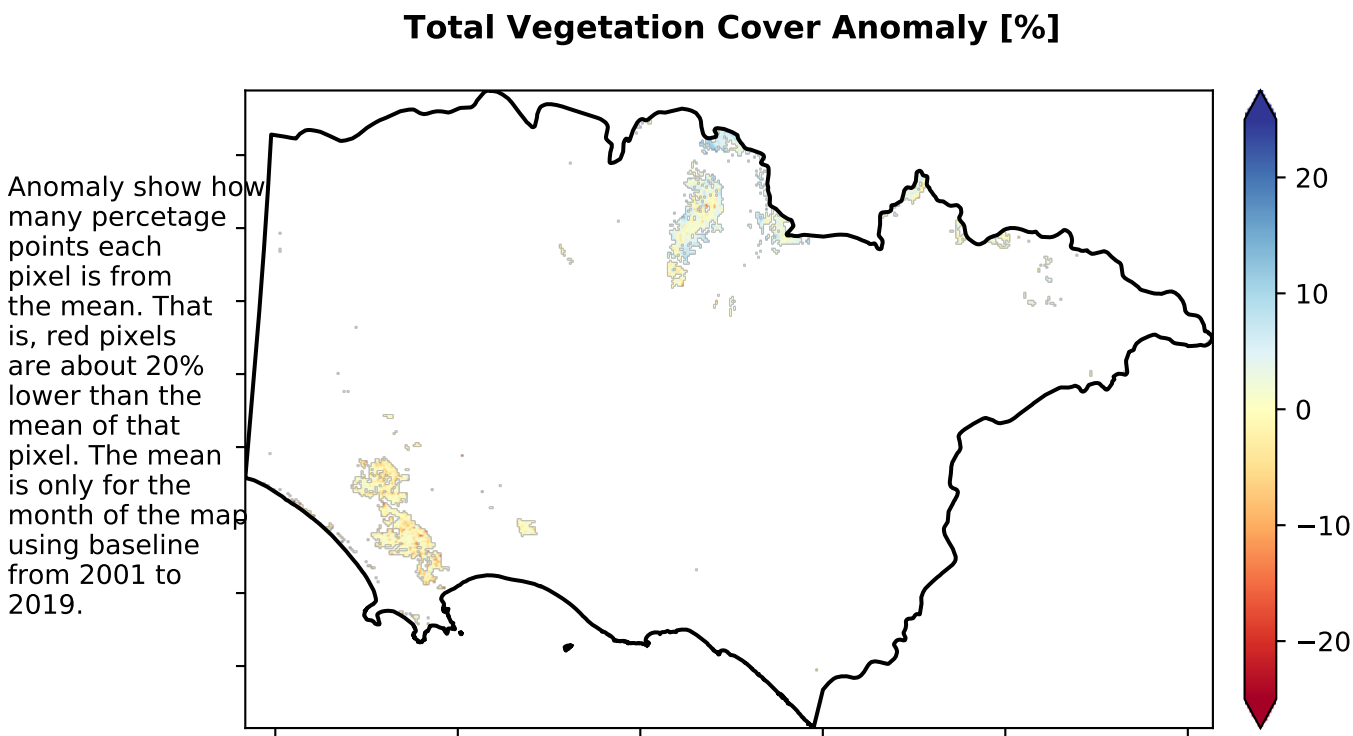 Total Vegetation Cover Anomaly [%]
Anomaly show how
many percetage
points each
pixel is from
the mean. That
is, red pixels
are about 20%
lower than the
mean of that
pixel. The mean
is only for the
month of the map
using baseline
from 2001 to
2019.
20
10
0
−10
−20